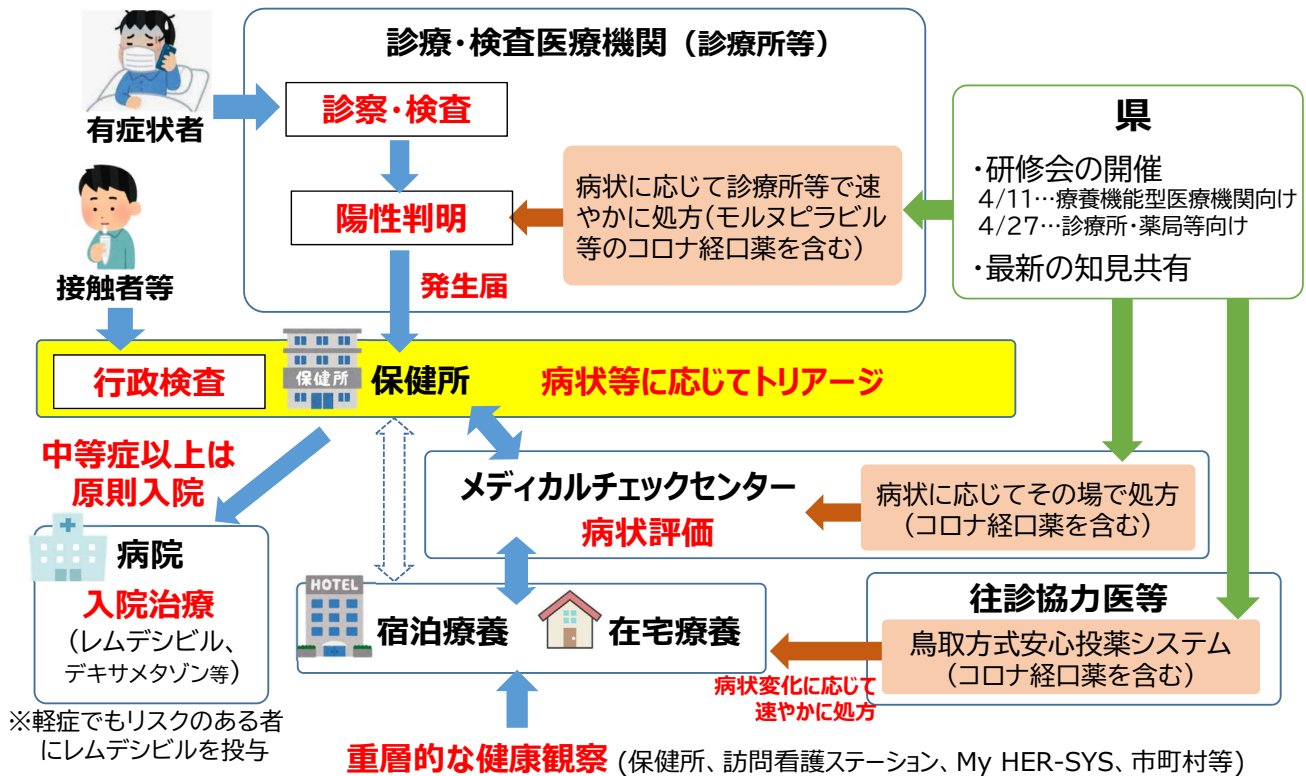 診療・検査医療機関（診療所等）
有症状者
診察・検査
陽性判明
病状に応じて診療所等で速
やかに処方（モルヌピラビル
等のコロナ経口薬を含む）
発生届
県
・研修会の開催
4/11…療養機能型医療機関向け
4/27…診療所・薬局等向け
・最新の知見共有
接触者等
行政検査
保健所
保健所
病状等に応じてトリアージ
中等症以上は
原則入院
メディカルチェックセンター
病状評価
病状に応じてその場で処方
（コロナ経口薬を含む）
病院
入院治療
（レムデシビル、
デキサメタゾン等）
※軽症でもリスクのある者
にレムデシビルを投与
HOTEL
宿泊療養
在宅療養
往診協力医等
鳥取方式安心投薬システム
（コロナ経口薬を含む）
病状変化に応じて
速やかに処方
重層的な健康観察（保健所、訪問看護ステーション、My HER-SYS、市町村等）